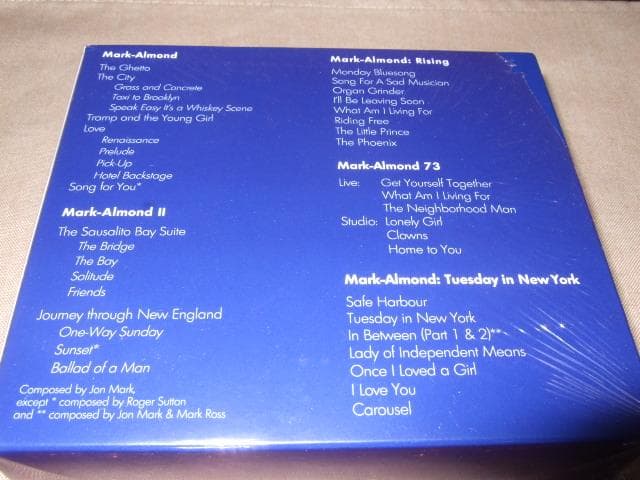 Mark-Almond
The Ghetto
The City
Grass and Concrete
Taxi to Brooklyn
Speak Easy It's a Whiskey Scene
Tramp and the Young Girl
Love
Renaissance
Prelude
Pick-Up
Hotel Backstage
Song for You*
Mark-Almond II
The Sausalito Bay Suite
The Bridge
The Bay
Solitude
Friends
Journey through New England
One-Way Sunday
Sunset*
Ballad of a Man
Composed by Jon Mark,
except * composed by Roger Sutton
and ** composed by Jon Mark & Mark Ross
Mark-Almond: Rising
Monday Bluesong
Song For A Sad Musician
Organ Grinder
I'll Be Leaving Soon
What Am I Living For
Riding Free
The Little Prince
The Phoenix
Mark-Almond 73
Live: Get Yourself Together
What Am I Living For
The Neighborhood Man
Studio: Lonely Girl
Clowns
Home to You
Mark-Almond: Tuesday in New York
Safe Harbour
Tuesday in New York
In Between (Part 1 & 2)**
Lady of Independent Means
Once I Loved a Girl
I Love You
Carousel